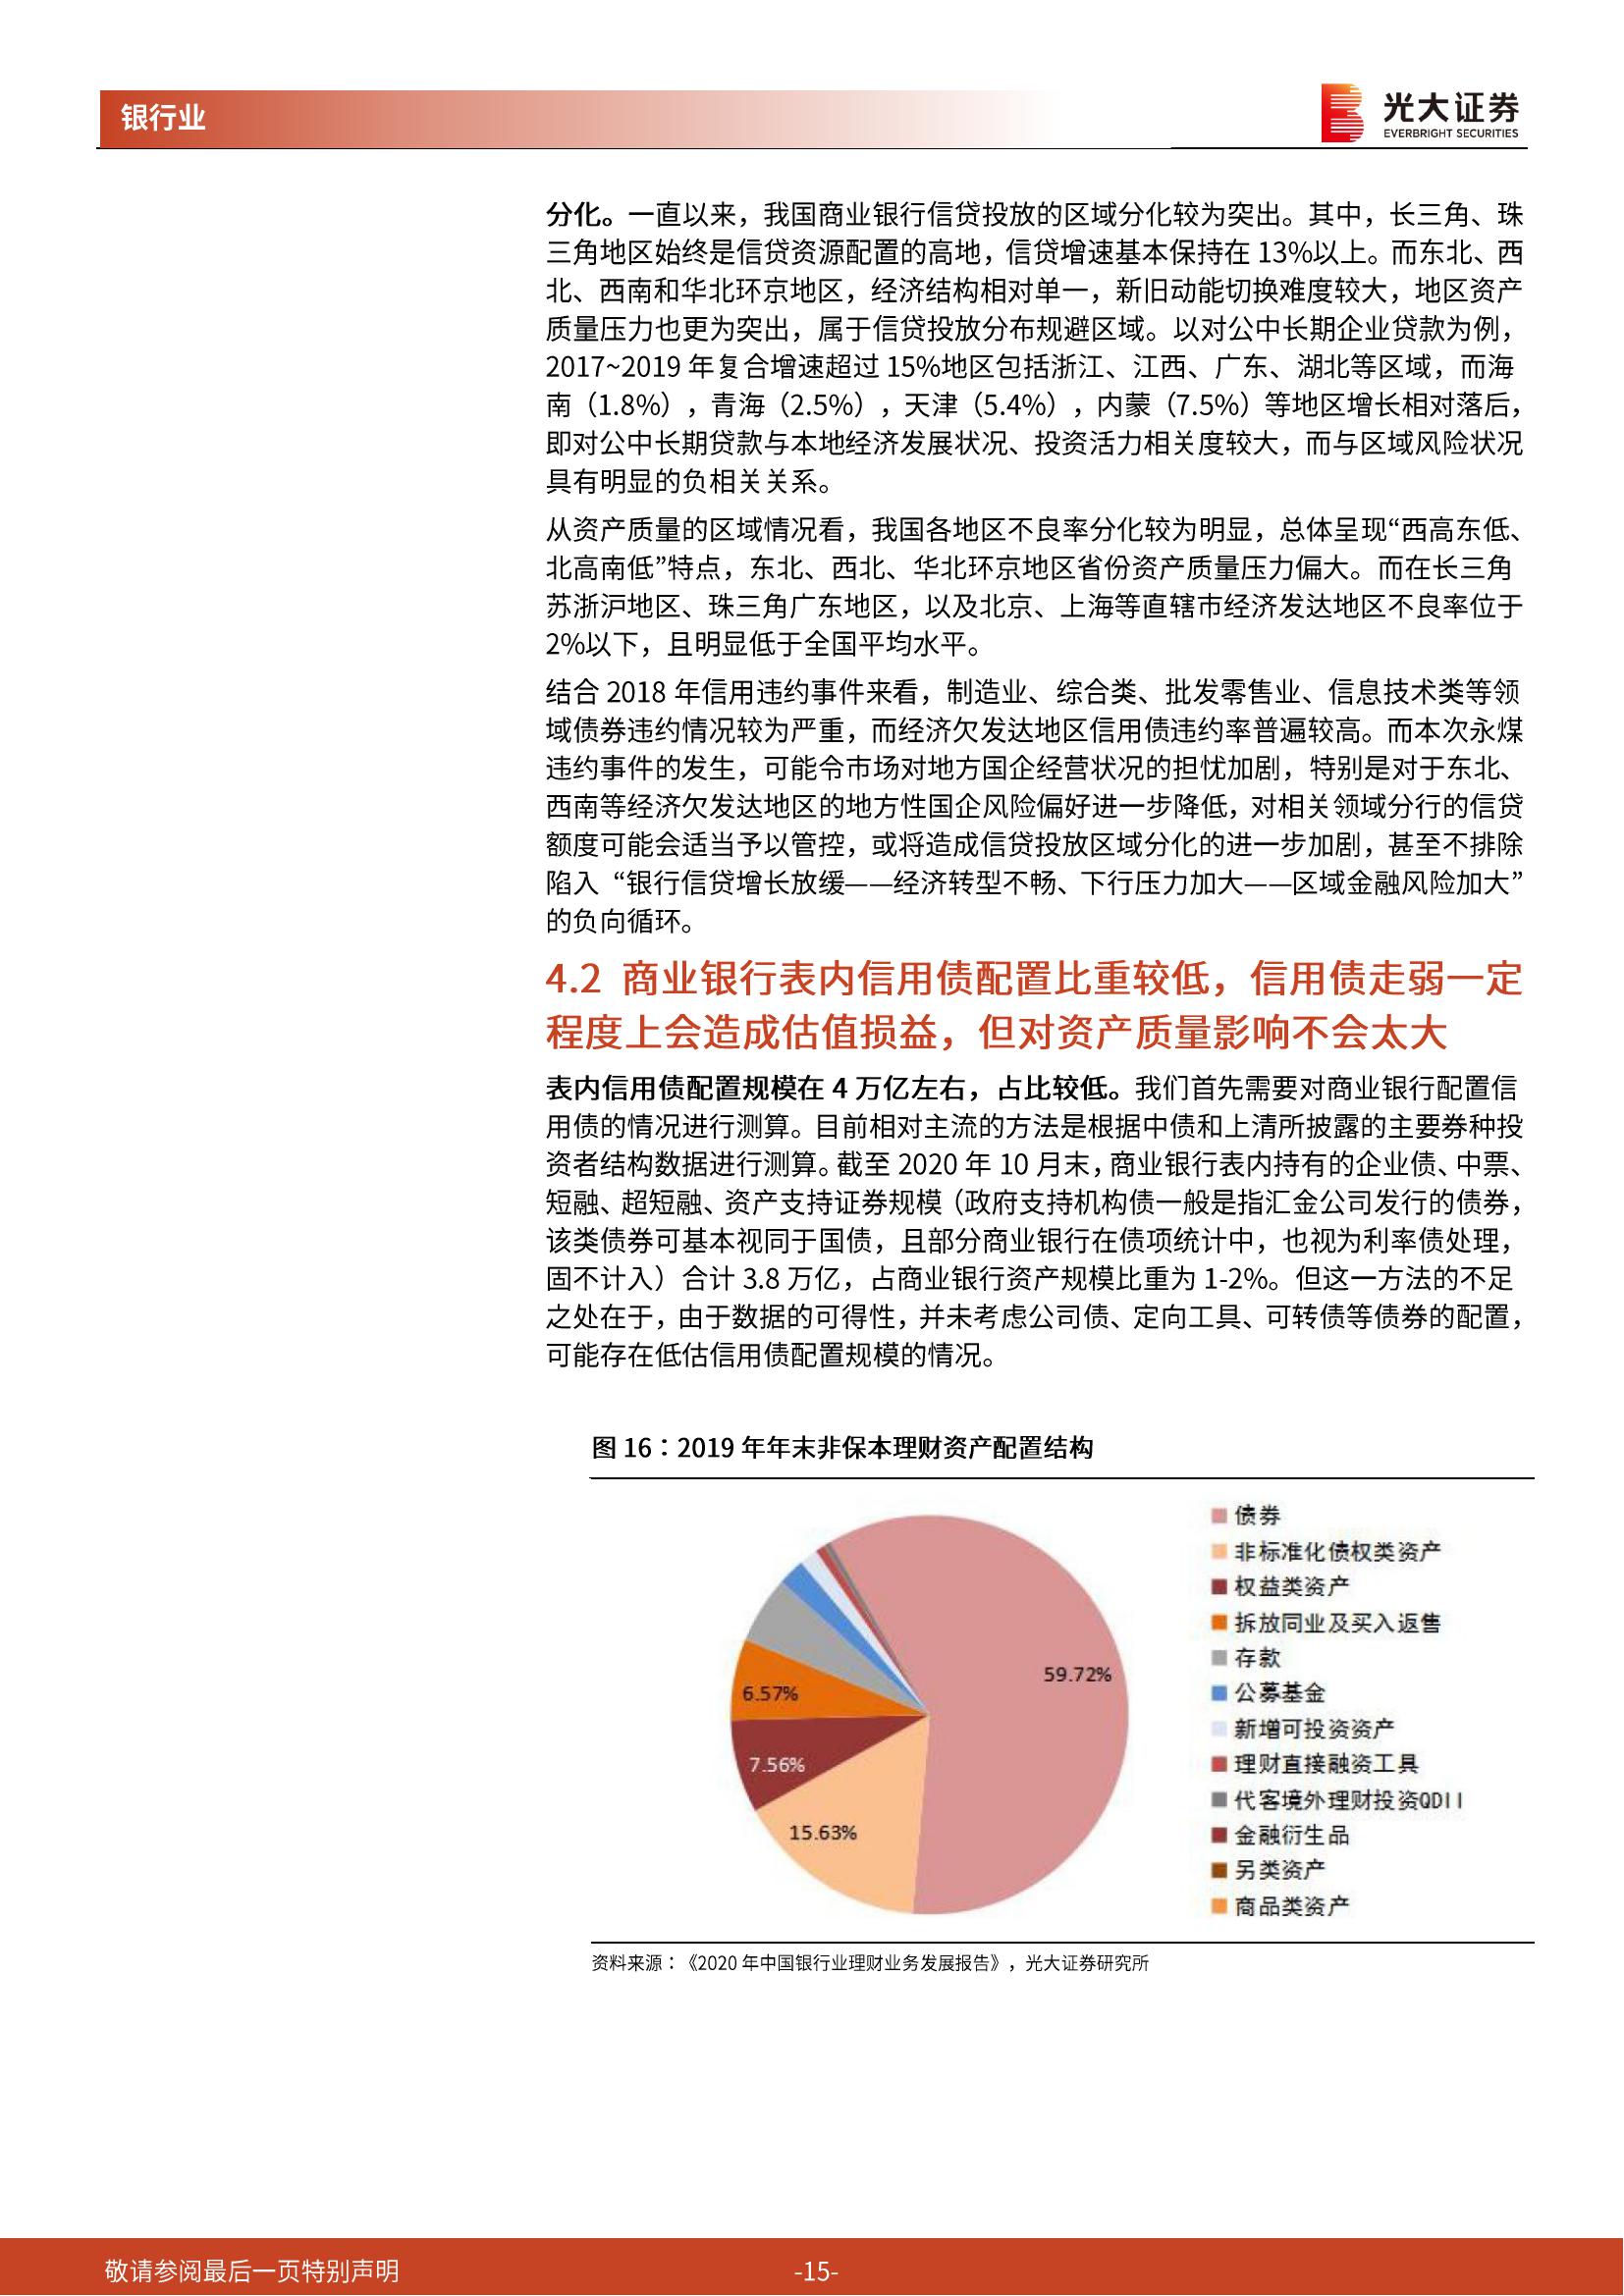 银行业
光大证券
EVERBRIGHT SECURITIES
分化。一直以来，我国商业银行信贷投放的区域分化较为突出。其中，长三角、珠
三角地区始终是信贷资源配置的高地，信贷增速基本保持在 13%以上。而东北、西
北、西南和华北环京地区，经济结构相对单一，新旧动能切换难度较大，地区资产
质量压力也更为突出，属于信贷投放分布规避区域。以对公中长期企业贷款为例，
2017~2019 年复合增速超过 15%地区包括浙江、江西、广东、湖北等区域，而海
南（1.8%），青海（2.5%），天津（5.4%），内蒙（7.5%）等地区增长相对落后，
即对公中长期贷款与本地经济发展状况、投资活力相关度较大，而与区域风险状况
具有明显的负相关关系。
从资产质量的区域情况看，我国各地区不良率分化较为明显，总体呈现“西高东低、
北高南低”特点，东北、西北、华北环京地区省份资产质量压力偏大。而在长三角
苏浙沪地区、珠三角广东地区，以及北京、上海等直辖市经济发达地区不良率位于
2%以下，且明显低于全国平均水平。
结合 2018 年信用违约事件来看，制造业、综合类、批发零售业、信息技术类等领
域债券违约情况较为严重，而经济欠发达地区信用债违约率普遍较高。而本次永煤
违约事件的发生，可能令市场对地方国企经营状况的担忧加剧，特别是对于东北、
西南等经济欠发达地区的地方性国企风险偏好进一步降低，对相关领域分行的信贷
额度可能会适当予以管控，或将造成信贷投放区域分化的进一步加剧，甚至不排除
陷入“银行信贷增长放缓——经济转型不畅、下行压力加大——区域金融风险加大”
的负向循环。
4.2 商业银行表内信用债配置比重较低，信用债走弱一定
程度上会造成估值损益，但对资产质量影响不会太大
表内信用债配置规模在 4 万亿左右，占比较低。我们首先需要对商业银行配置信
用债的情况进行测算。目前相对主流的方法是根据中债和上清所披露的主要券种投
资者结构数据进行测算。截至 2020 年 10 月末，商业银行表内持有的企业债、中票、
短融、超短融、资产支持证券规模（政府支持机构债一般是指汇金公司发行的债券，
该类债券可基本视同于国债，且部分商业银行在债项统计中，也视为利率债处理，
固不计入）合计 3.8 万亿，占商业银行资产规模比重为 1-2%。但这一方法的不足
之处在于，由于数据的可得性，并未考虑公司债、定向工具、可转债等债券的配置，
可能存在低估信用债配置规模的情况。
图 16：2019 年年末非保本理财资产配置结构
59.72%
15.63%
7.56%
6.57%
债券
非标准化债权类资产
权益类资产
拆放同业及买入返售
存款
公募基金
新增可投资资产
理财直接融资工具
代客境外理财投资QDII
金融衍生品
另类资产
商品类资产
资料来源：《2020 年中国银行业理财业务发展报告》，光大证券研究所
敬请参阅最后一页特别声明
-15-